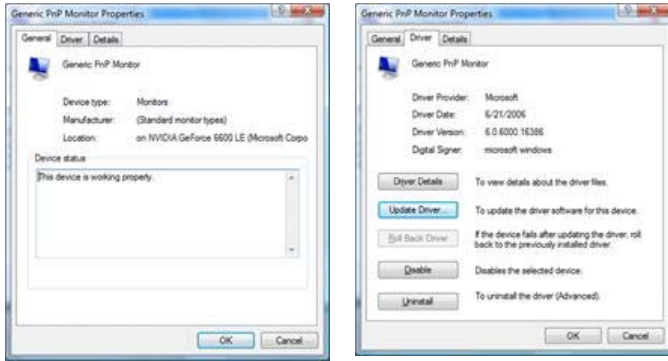 Generic PnP Monitor Properties
General Driver Details
Generic PnP Monitor
Device type: Monitors
Manufacturer: (Standard monitor types)
Location: on NVIDIA GeForce 6600 LE (Microsoft Corpo
Device status
This device is working properly.
OK Cancel
Generic PnP Monitor Properties
General Driver Details
Generic PnP Monitor
Driver Provider: Microsoft
Driver Date: 6/21/2006
Driver Version: 6.0.6000.16386
Digital Signer: microsoft windows
Driver Details To view details about the driver files.
Update Driver... To update the driver software for this device.
Roll Back Driver If the device fails after updating the driver, roll
back to the previously installed driver.
Disable Disables the selected device.
Uninstall To uninstall the driver (Advanced).
OK Cancel